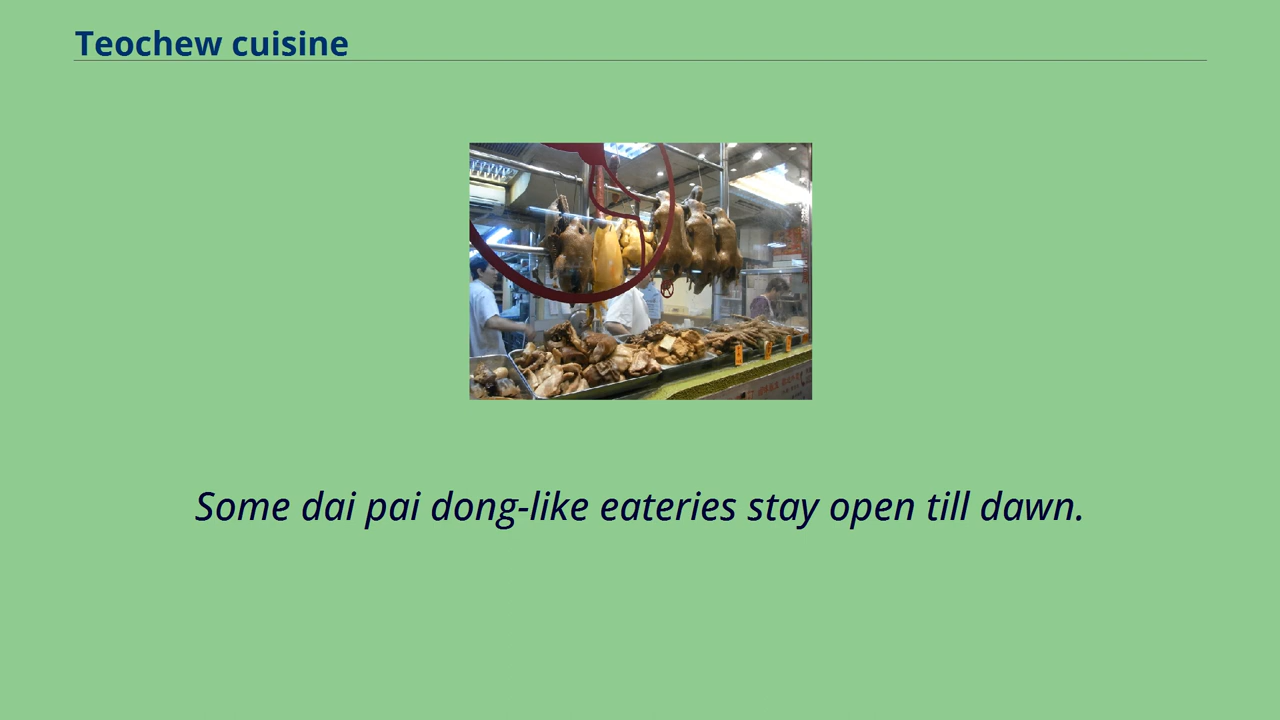 Teochew cuisine
Some dai pai dong-like eateries stay open till dawn.